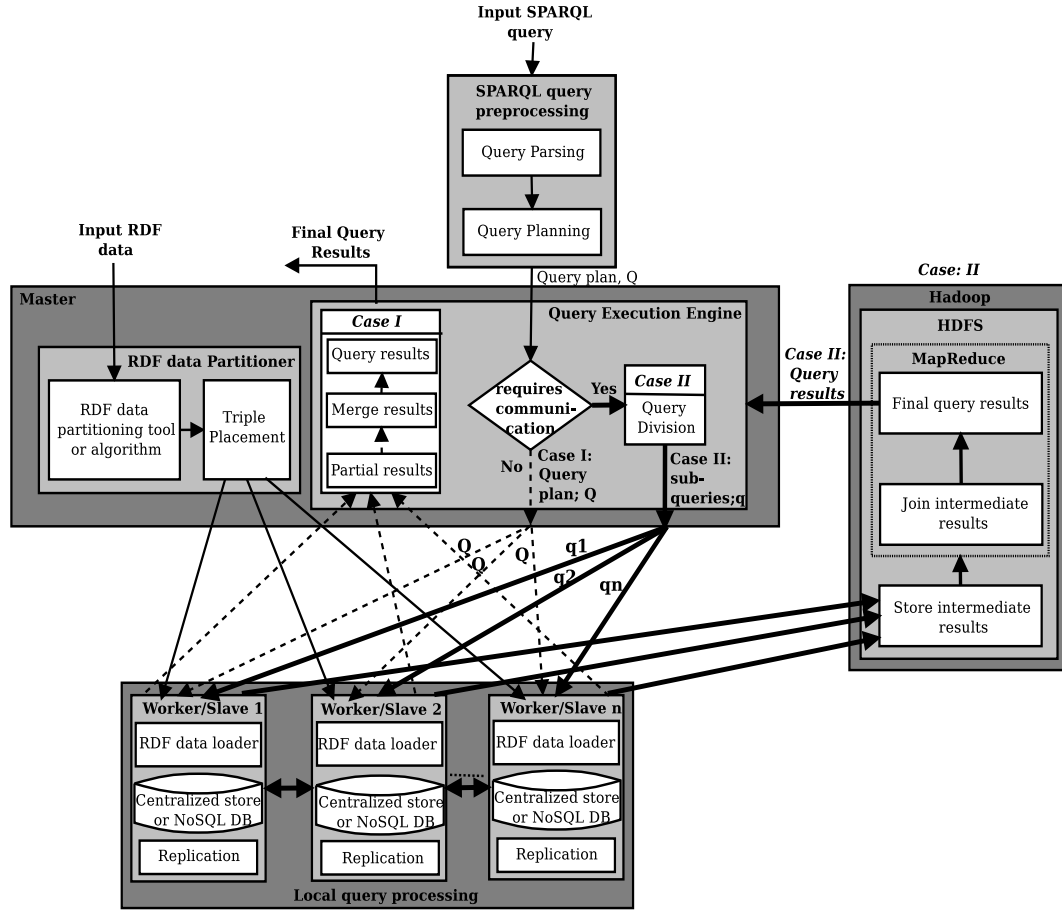 Input SPARQL
query
SPARQL query
preprocessing
Query Parsing
Query Planning
Query plan, Q
Input RDF
data
Final Query
Results
Master
RDF data Partitioner
RDF data
partitioning tool
or algorithm
Triple
Placement
Query Execution Engine
Case I
Query results
Merge results
Partial results
requires
communi-
cation
Yes
No
Case II
Query
Division
Case I:
Query
plan; Q
Case II:
sub-
queries;q
Case: II
Hadoop
HDFS
MapReduce
Final query results
Join intermediate
results
Store intermediate
results
Case II:
Query
results
Q
Q
Q
q1
q2
qn
Worker/Slave 1
RDF data loader
Centralized store
or NoSQL DB
Replication
Worker/Slave 2
RDF data loader
Centralized store
or NoSQL DB
Replication
Worker/Slave n
RDF data loader
Centralized store
or NoSQL DB
Replication
Local query processing